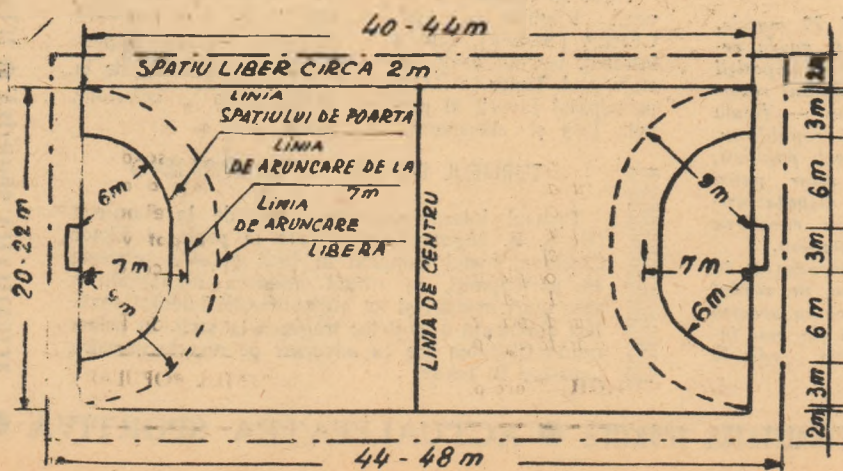 40-44m
SPATIU LIBER CIRCA 2m
LINIA
SPATIULUI DE POARTA
LINIA
DE ARUNCARE DE LA
7m
LINIA
DE ARUNCARE
LIBERA
6m
7m
9m
20-22m
LINIA DE CENTRU
9m
7m
6m
2m
3m
6m
3m
6m
3m
2m
44-48m